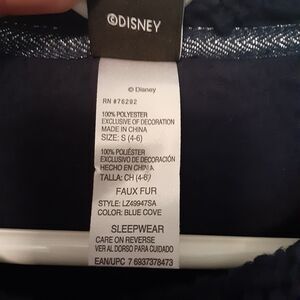 ©DISNEY
© Disney
RN #76292
100% POLYESTER
EXCLUSIVE OF DECORATION
MADE IN CHINA
SIZE: S (4-6)
100% POLIÉSTER
EXCLUSIVO DE DECORACIÓN
HECHO EN CHINA
TALLA: CH (4-6)
FAUX FUR
STYLE: LZ49947SA
COLOR: BLUE COVE
SLEEPWEAR
CARE ON REVERSE
VER AL DORSO PARA CUIDADO
EAN/UPC 7 6937378473